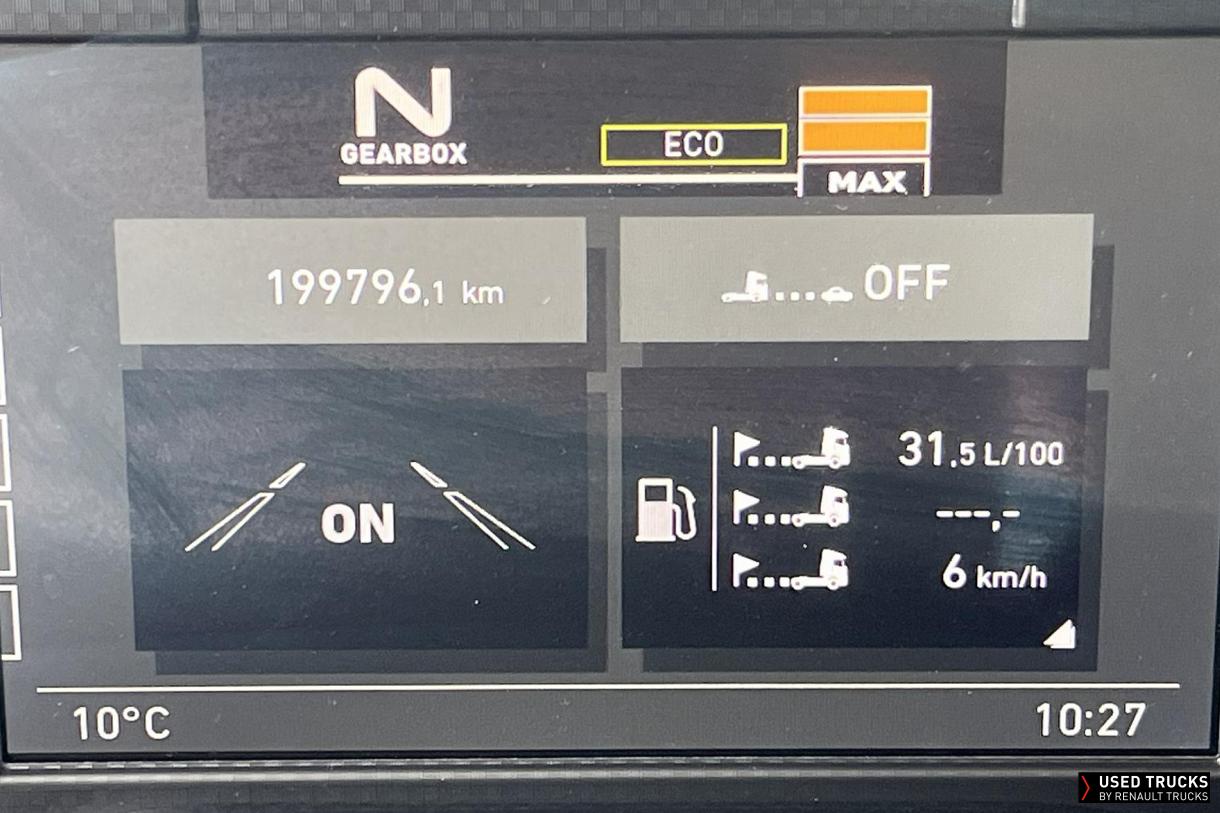 N
GEARBOX
ECO
MAX
199796,1 km
OFF
ON
31.5 L/100
---,-
6 km/h
10°C
10:27
USED TRUCKS
BY RENAULT TRUCKS